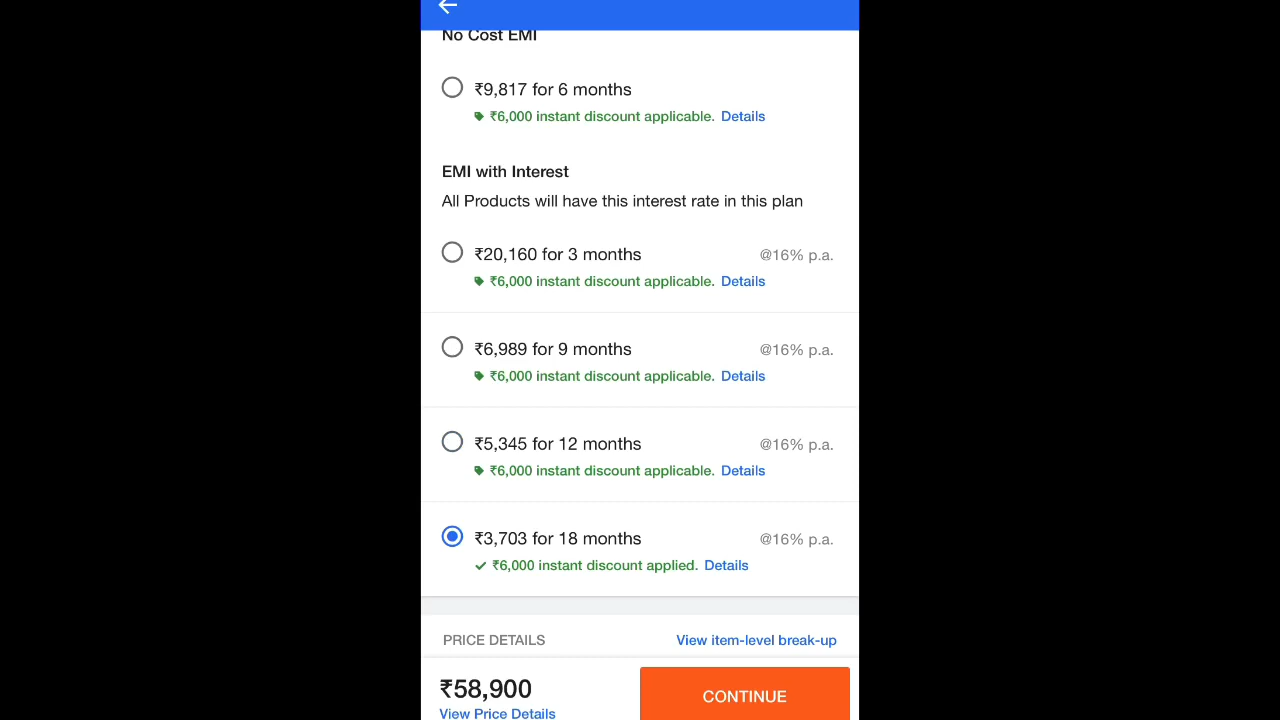 No Cost EMI
₹9,817 for 6 months
₹6,000 instant discount applicable. Details
EMI with Interest
All Products will have this interest rate in this plan
₹20,160 for 3 months @16% p.a.
₹6,000 instant discount applicable. Details
₹6,989 for 9 months @16% p.a.
₹6,000 instant discount applicable. Details
₹5,345 for 12 months @16% p.a.
₹6,000 instant discount applicable. Details
₹3,703 for 18 months @16% p.a.
₹6,000 instant discount applied. Details
PRICE DETAILS View item-level break-up
₹58,900 CONTINUE
View Price Details